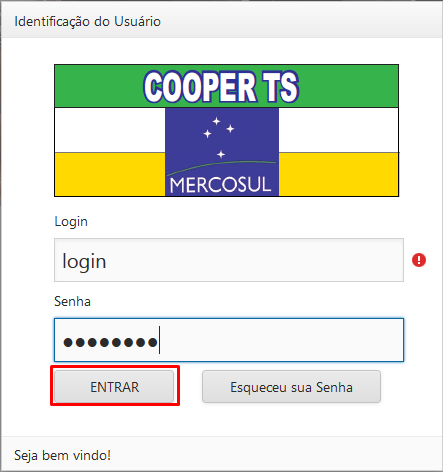 Identificação do Usuário
COOPER TS
MERCOSUL
Login
login
Senha
●●●●●●●●
ENTRAR
Esqueceu sua Senha
Seja bem vindo!